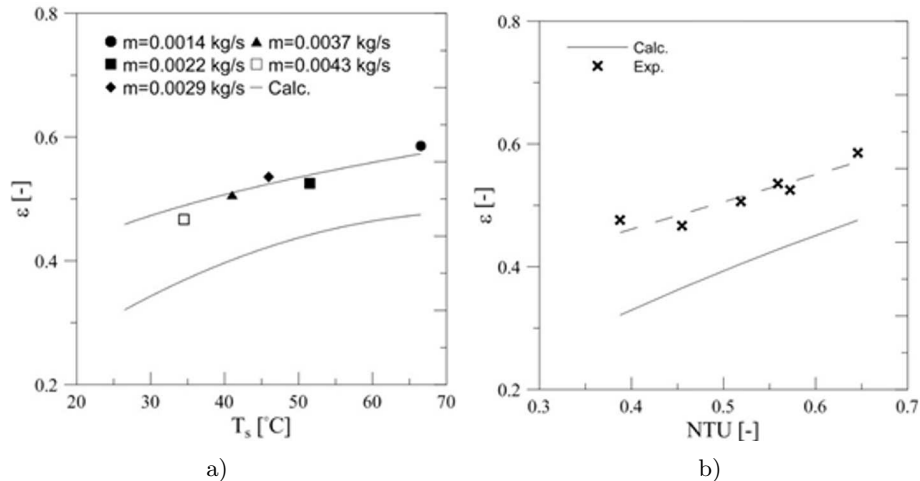 0.8
0.6
0.4
0.2
ε [-]
● m=0.0014 kg/s ▲ m=0.0037 kg/s
■ m=0.0022 kg/s □ m=0.0043 kg/s
◆ m=0.0029 kg/s — Calc.
20 30 40 50 60 70
Tₛ [°C]
a)
0.8
0.6
0.4
0.2
ε [-]
Calc.
Exp.
0.3 0.4 0.5 0.6 0.7
NTU [-]
b)